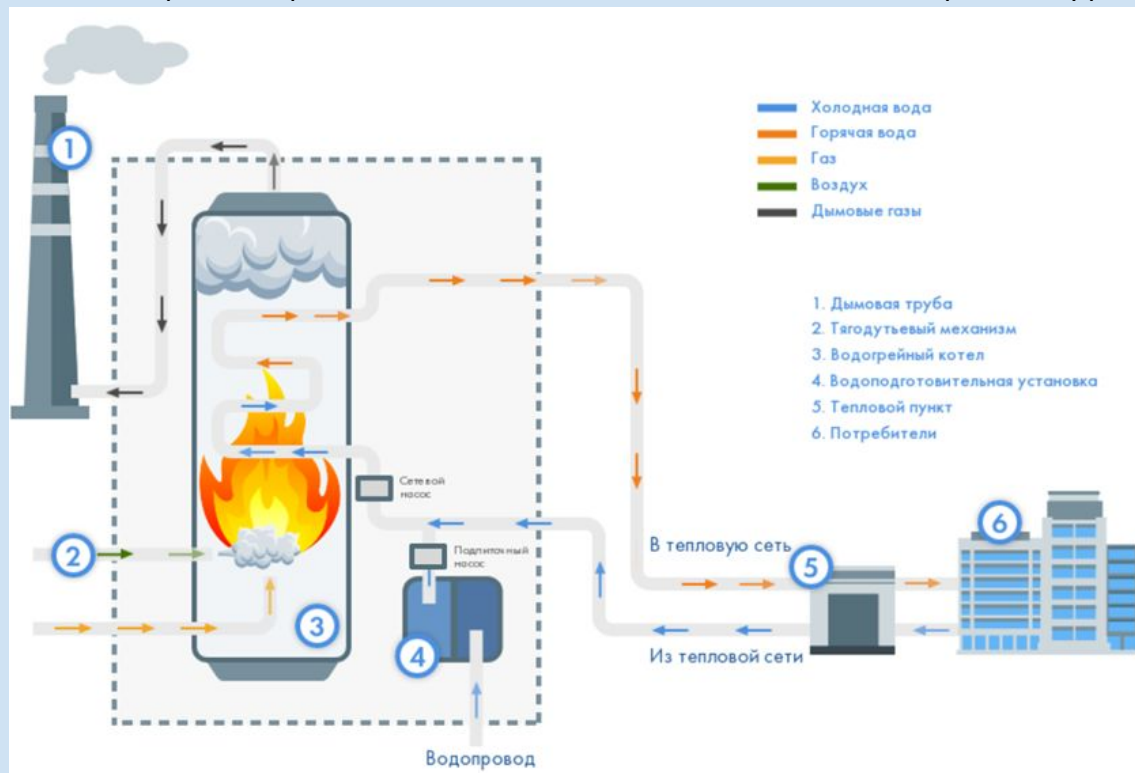 1
Холодная вода
Горячая вода
Газ
Воздух
Дымовые газы
1. Дымовая труба
2. Тягодутьевый механизм
3. Водогрейный котел
4. Водоподготовительная установка
5. Тепловой пункт
6. Потребители
Сетевой
насос
6
2
Подпиточный
насос
В тепловую сеть
5
3
4
Из тепловой сети
Водопровод